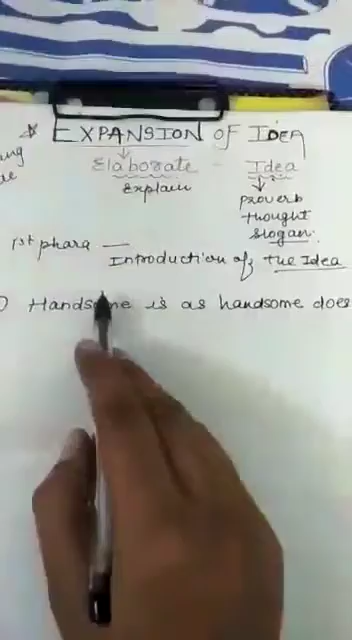 EXPANSION of IDEA
Elaborate - Idea
Explain
proverb
thought
slogan.
1st phara —
Introduction of the Idea
Handsome is as handsome does